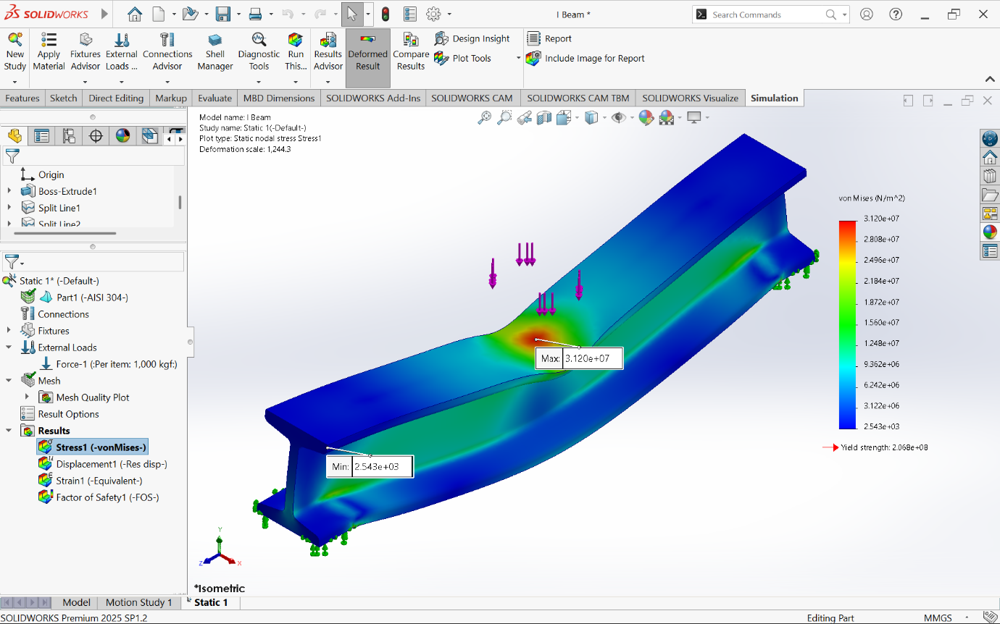 SOLIDWORKS
I Beam *
Search Commands
New Study
Apply Material
Fixtures Advisor
External Loads ...
Connections Advisor
Shell Manager
Diagnostic Tools
Run This...
Results Advisor
Deformed Result
Compare Results
Design Insight
Plot Tools
Report
Include Image for Report
Features
Sketch
Direct Editing
Markup
Evaluate
MBD Dimensions
SOLIDWORKS Add-Ins
SOLIDWORKS CAM
SOLIDWORKS CAM TBM
SOLIDWORKS Visualize
Simulation
Origin
Boss-Extrude1
Split Line1
Split Line2
Static 1* (-Default-)
Part1 (-AISI 304-)
Connections
Fixtures
External Loads
Force-1 (:Per item: 1,000 kgf:)
Mesh
Mesh Quality Plot
Result Options
Results
Stress1 (-vonMises-)
Displacement1 (-Res disp-)
Strain1 (-Equivalent-)
Factor of Safety1 (-FOS-)
Model name: I Beam
Study name: Static 1(-Default-)
Plot type: Static nodal stress Stress1
Deformation scale: 1,244.3
Max: 3.120e+07
Min: 2.543e+03
von Mises (N/m^2)
3.120e+07
2.808e+07
2.496e+07
2.184e+07
1.872e+07
1.560e+07
1.248e+07
9.362e+06
6.242e+06
3.122e+06
2.543e+03
Yield strength: 2.068e+08
Y
Z
X
*Isometric
Model
Motion Study 1
Static 1
SOLIDWORKS Premium 2025 SP1.2
Editing Part
MMGS